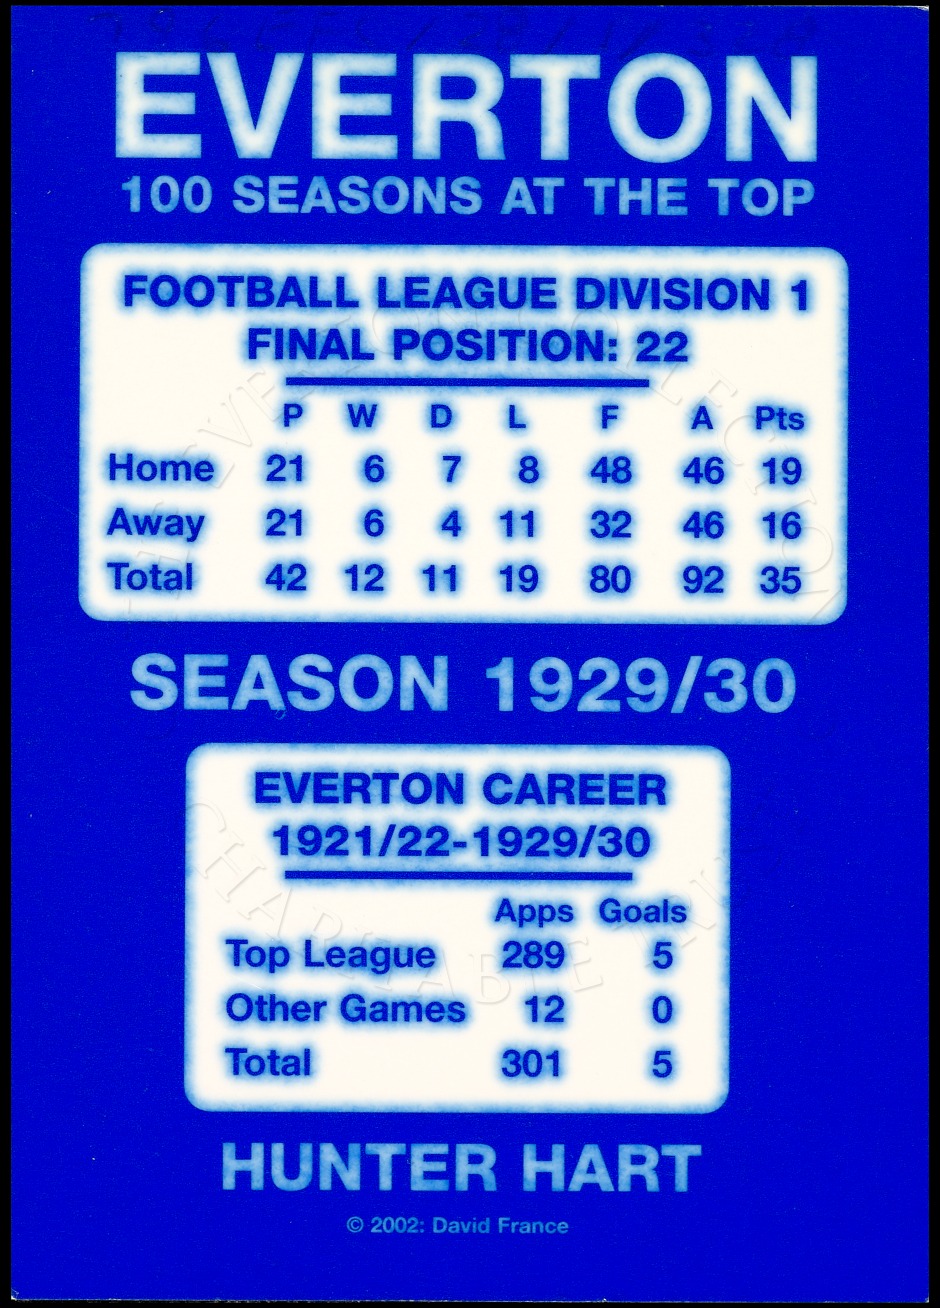 EVERTON
100 SEASONS AT THE TOP
FOOTBALL LEAGUE DIVISION 1
FINAL POSITION: 22
P W D L F A Pts
Home 21 6 7 8 48 46 19
Away 21 6 4 11 32 46 16
Total 42 12 11 19 80 92 35
SEASON 1929/30
EVERTON CAREER
1921/22-1929/30
Apps Goals
Top League 289 5
Other Games 12 0
Total 301 5
HUNTER HART
© 2002: David France